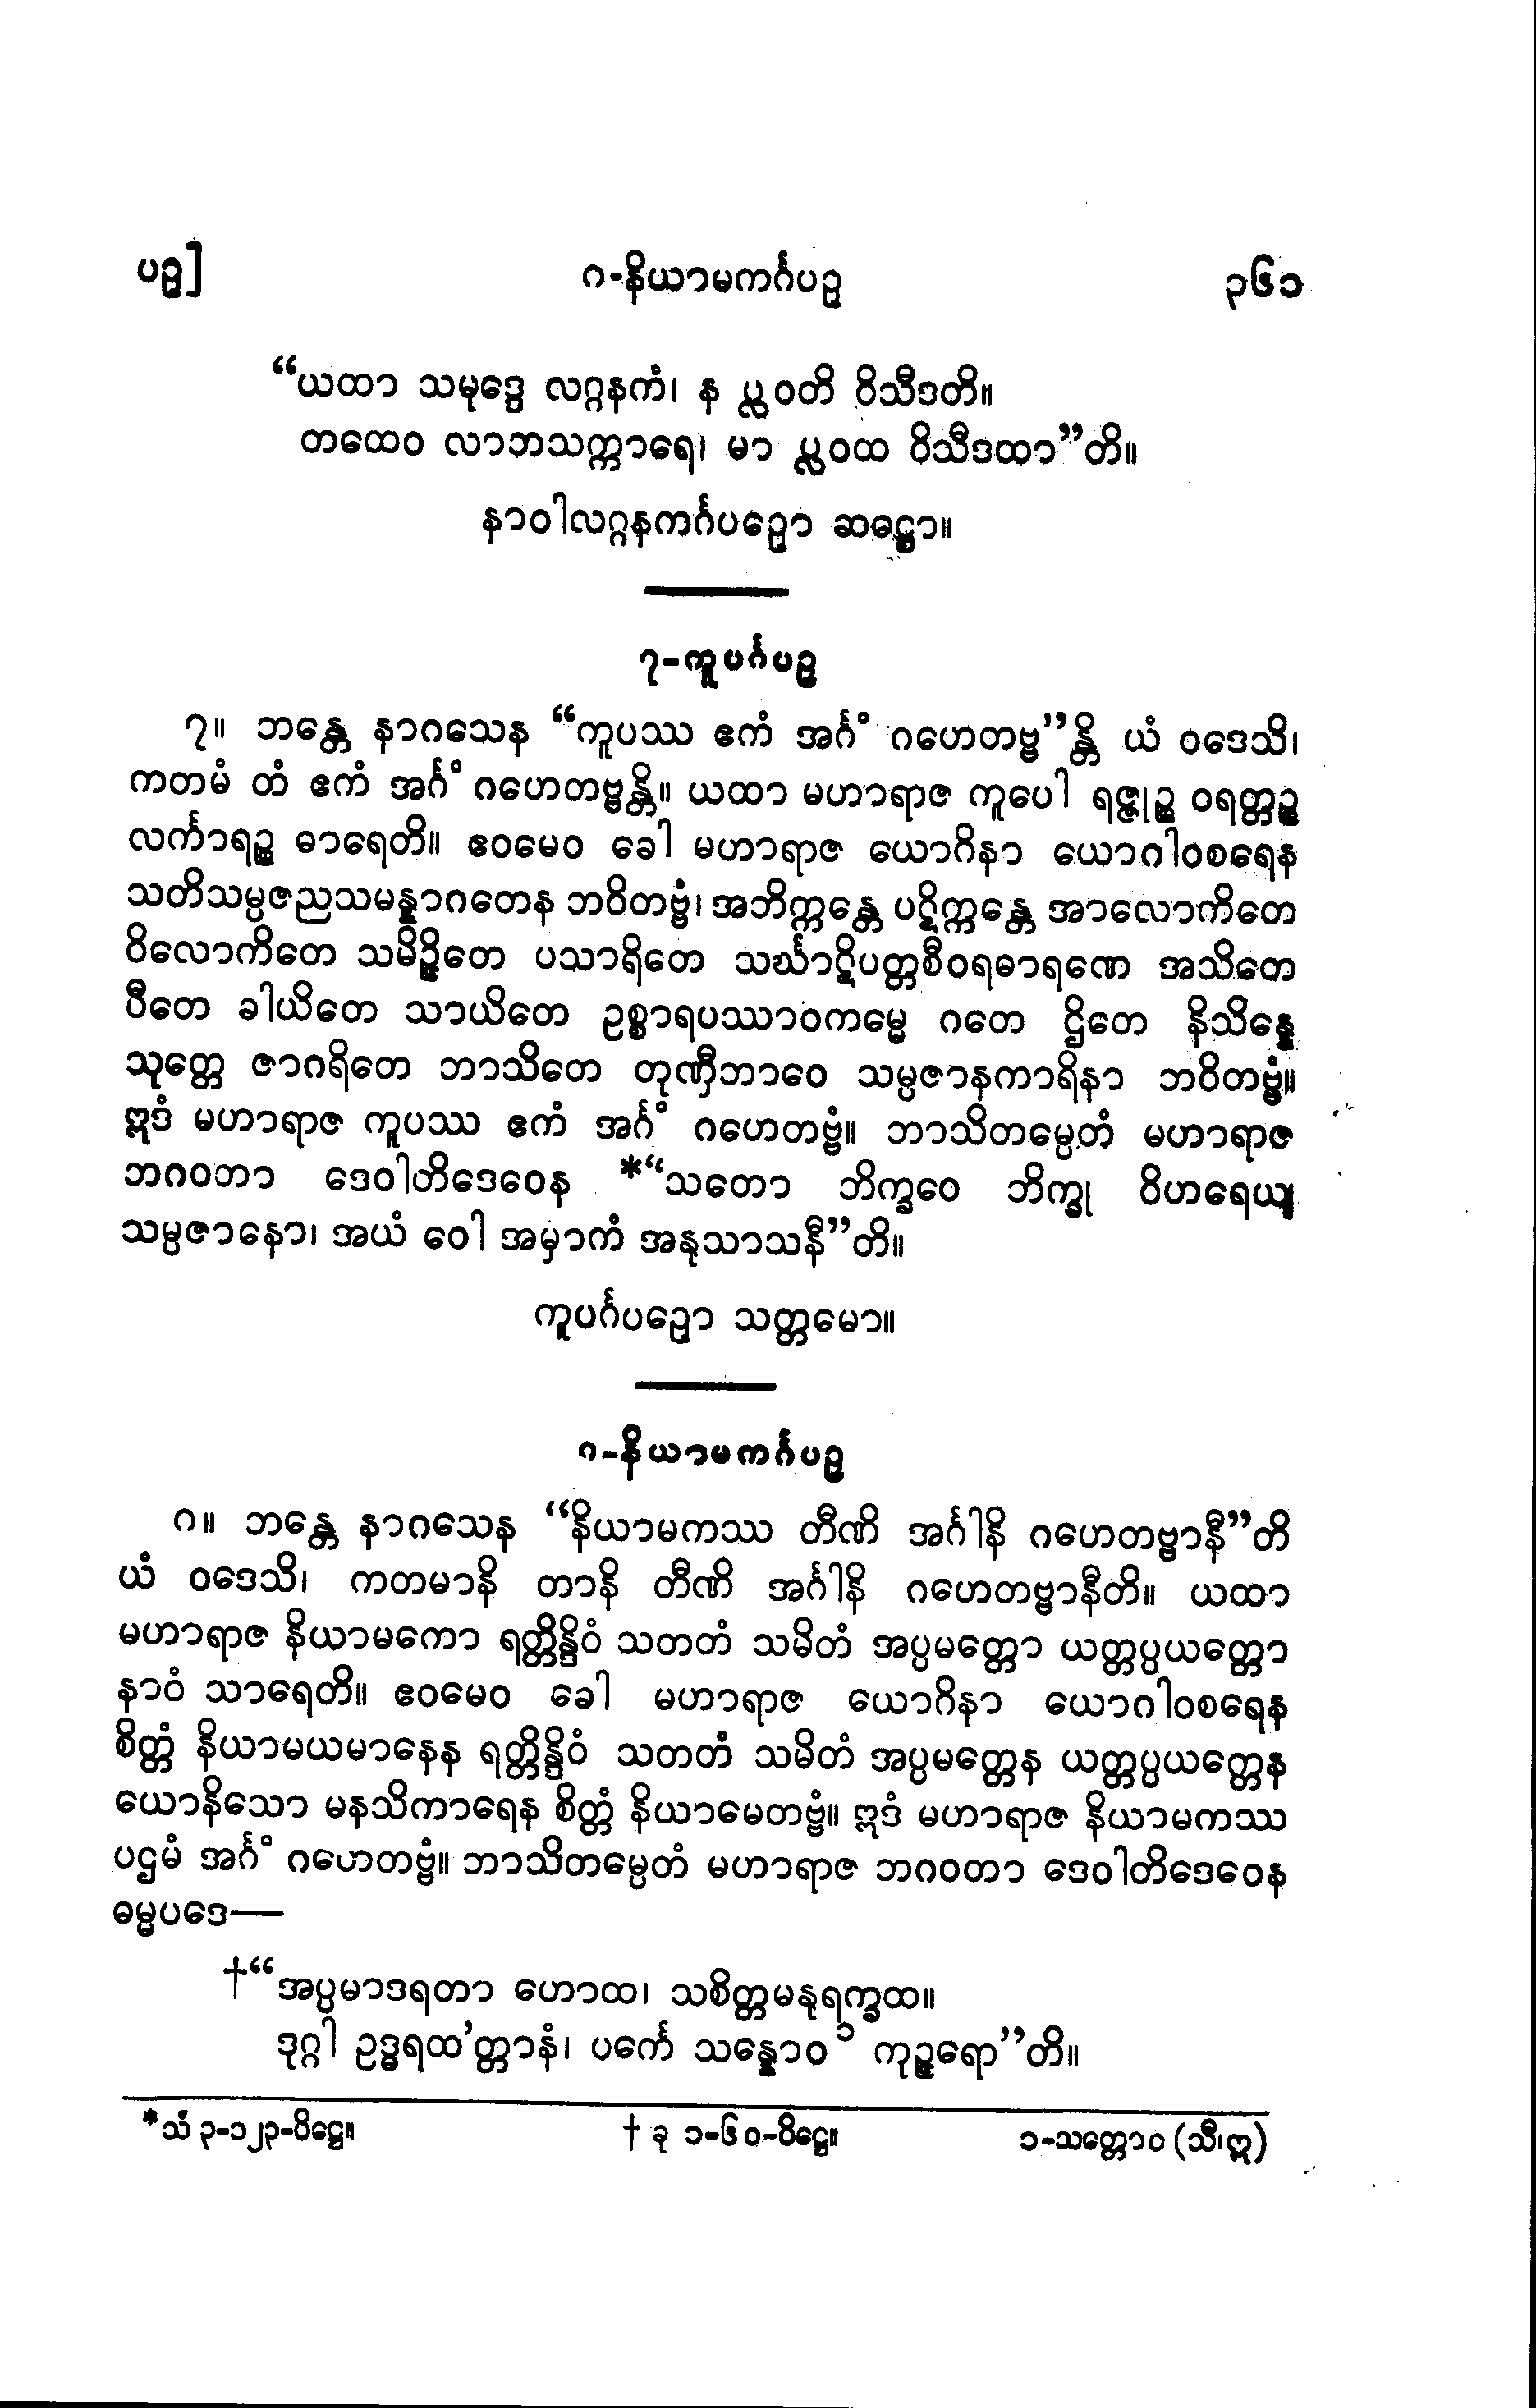 ပဉှ]
ဂ-နိယာမကင်္ဂပဉှ
၃၆၁
“ယထာ သမုဒ္ဒေ လဂ္ဂနကံ၊ န ပ္လဝတိ ဝိသီဒတိ။
တထေဝ လာဘသက္ကာရေ၊ မာ ပ္လဝထ ဝိသီဒထာ”တိ။
နာဝါလဂ္ဂနကင်္ဂပဉှော ဆဋ္ဌော။
၇-ကူပင်္ဂပဉှ
၇။ ဘန္တေ နာဂသေန “ကူပဿ ဧကံ အင်္ဂံ ဂဟေတဗ္ဗ”န္တိ ယံ ဝဒေသိ၊
ကတမံ တံ ဧကံ အင်္ဂံ ဂဟေတဗ္ဗန္တိ။ ယထာ မဟာရာဇ ကူပေါ ရဇ္ဇုဉ္စ ဝရတ္တဉ္စ
လင်္ကာရဉ္စ ဓာရေတိ။ ဧဝမေဝ ခေါ မဟာရာဇ ယောဂိနာ ယောဂါဝစရေန
သတိသမ္ပဇညသမန္နာဂတေန ဘဝိတဗ္ဗံ၊ အဘိက္ကန္တေ ပဋိက္ကန္တေ အာလောကိတေ
ဝိလောကိတေ သမိဉ္ဇိတေ ပသာရိတေ သင်္ဃာဋိပတ္တစီဝရဓာရဏေ အသိတေ
ပီတေ ခါယိတေ သာယိတေ ဥစ္စာရပဿာဝကမ္မေ ဂတေ ဌိတေ နိသိန္နေ
သုတ္တေ ဇာဂရိတေ ဘာသိတေ တုဏှီဘာဝေ သမ္ပဇာနကာရိနာ ဘဝိတဗ္ဗံ။
ဣဒံ မဟာရာဇ ကူပဿ ဧကံ အင်္ဂံ ဂဟေတဗ္ဗံ။ ဘာသိတမ္ပေတံ မဟာရာဇ
ဘဂဝတာ ဒေဝါတိဒေဝေန *“သတော ဘိက္ခဝေ ဘိက္ခု ဝိဟရေယျ
သမ္ပဇာနော၊ အယံ ဝေါ အမှာကံ အနုသာသနီ”တိ။
ကူပင်္ဂပဉှော သတ္တမော။
ဂ-နိယာမကင်္ဂပဉှ
ဂ။ ဘန္တေ နာဂသေန “နိယာမကဿ တီဏိ အင်္ဂါနိ ဂဟေတဗ္ဗာနီ”တိ
ယံ ဝဒေသိ၊ ကတမာနိ တာနိ တီဏိ အင်္ဂါနိ ဂဟေတဗ္ဗာနီတိ။ ယထာ
မဟာရာဇ နိယာမကော ရတ္တိန္ဒိဝံ သတတံ သမိတံ အပ္ပမတ္တော ယတ္တပ္ပယတ္တော
နာဝံ သာရေတိ။ ဧဝမေဝ ခေါ မဟာရာဇ ယောဂိနာ ယောဂါဝစရေန
စိတ္တံ နိယာမယမာနေန ရတ္တိန္ဒိဝံ သတတံ သမိတံ အပ္ပမတ္တေန ယတ္တပ္ပယတ္တေန
ယောနိသော မနသိကာရေန စိတ္တံ နိယာမေတဗ္ဗံ။ ဣဒံ မဟာရာဇ နိယာမကဿ
ပဌမံ အင်္ဂံ ဂဟေတဗ္ဗံ။ ဘာသိတမ္ပေတံ မဟာရာဇ ဘဂဝတာ ဒေဝါတိဒေဝေန
ဓမ္မပဒေ—
†“အပ္ပမာဒရတာ ဟောထ၊ သစိတ္တမနုရက္ခထ။
ဒုဂ္ဂါ ဥဒ္ဓရထ’တ္တာနံ၊ ပင်္ကေ သန္နောဝ ၁ ကုဉ္ဇရော”တိ။
*သံ ၃-၁၂၃-ပိဋ္ဌေ။
† ခု ၁-၆၀-ပိဋ္ဌေ။
၁-သတ္တောဝ (သီ၊ဣ)